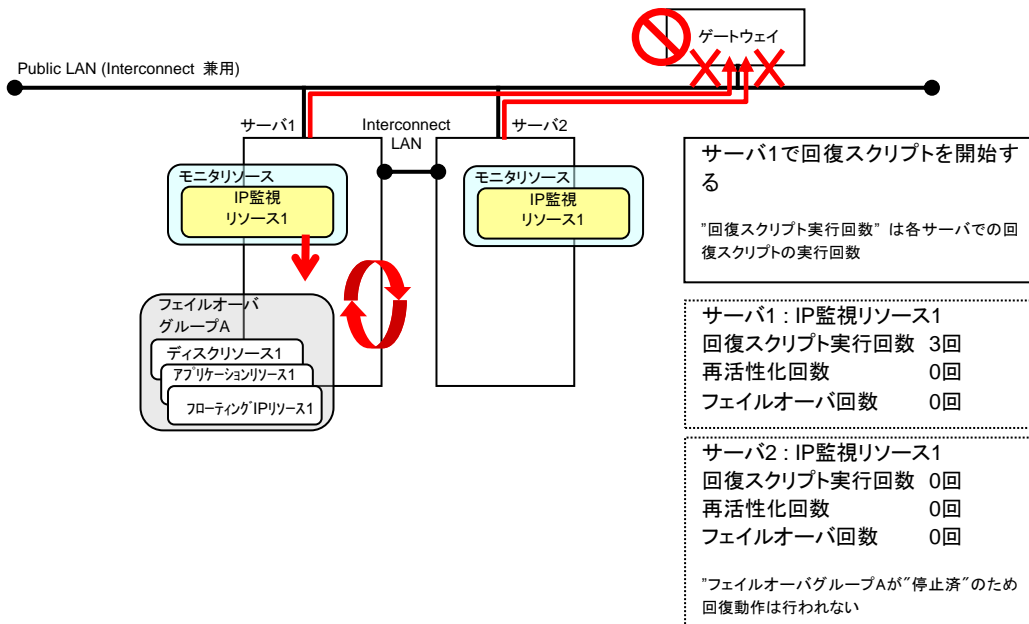 ゲートウェイ
Public LAN (Interconnect 兼用)
サーバ1
Interconnect
LAN
サーバ2
モニタリソース
IP監視
リソース1
モニタリソース
IP監視
リソース1
フェイルオーバ
グループA
ディスクリソース1
アプリケーションリソース1
フローティングIPリソース1
サーバ1で回復スクリプトを開始す
る
"回復スクリプト実行回数" は各サーバでの回
復スクリプトの実行回数
サーバ1 : IP監視リソース1
回復スクリプト実行回数 3回
再活性化回数 0回
フェイルオーバ回数 0回
サーバ2 : IP監視リソース1
回復スクリプト実行回数 0回
再活性化回数 0回
フェイルオーバ回数 0回
"フェイルオーバグループAが"停止済"のため
回復動作は行われない